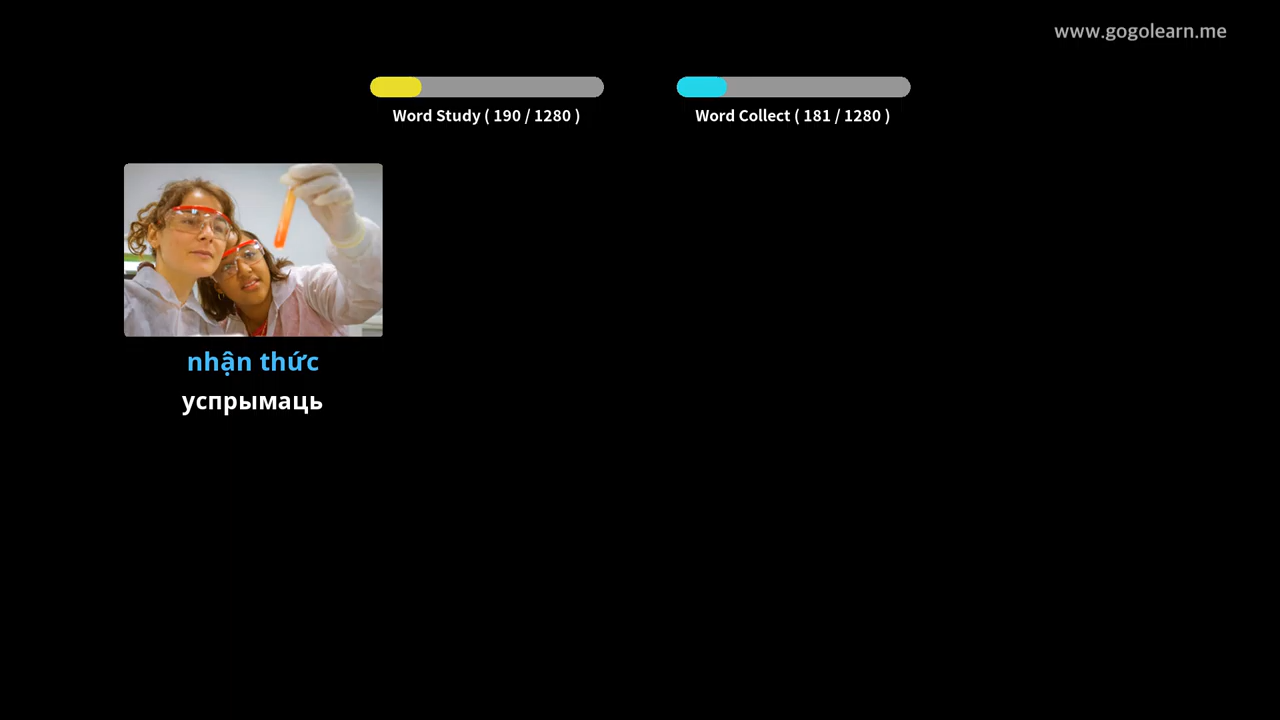 www.gogolearn.me
Word Study ( 190 / 1280 )
Word Collect ( 181 / 1280 )
nhận thức
успрымаць